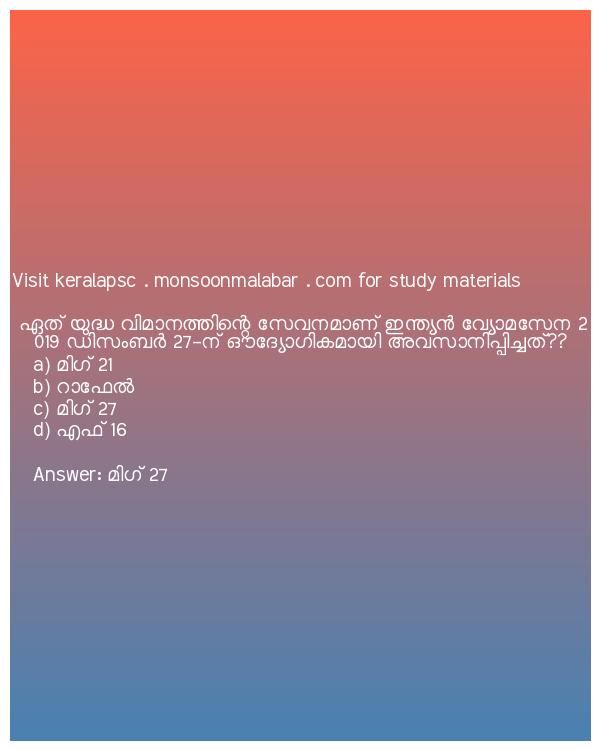 Visit keralapsc . monsoonmalabar . com for study materials
ഏത് യുദ്ധ വിമാനത്തിന്റെ സേവനമാണ് ഇന്ത്യൻ വ്യോമസേന 2
019 ഡിസംബർ 27-ന് ഔദ്യോഗികമായി അവസാനിപ്പിച്ചത്??
a) മിഗ് 21
b) റാഫേൽ
c) മിഗ് 27
d) എഫ് 16
Answer: മിഗ് 27